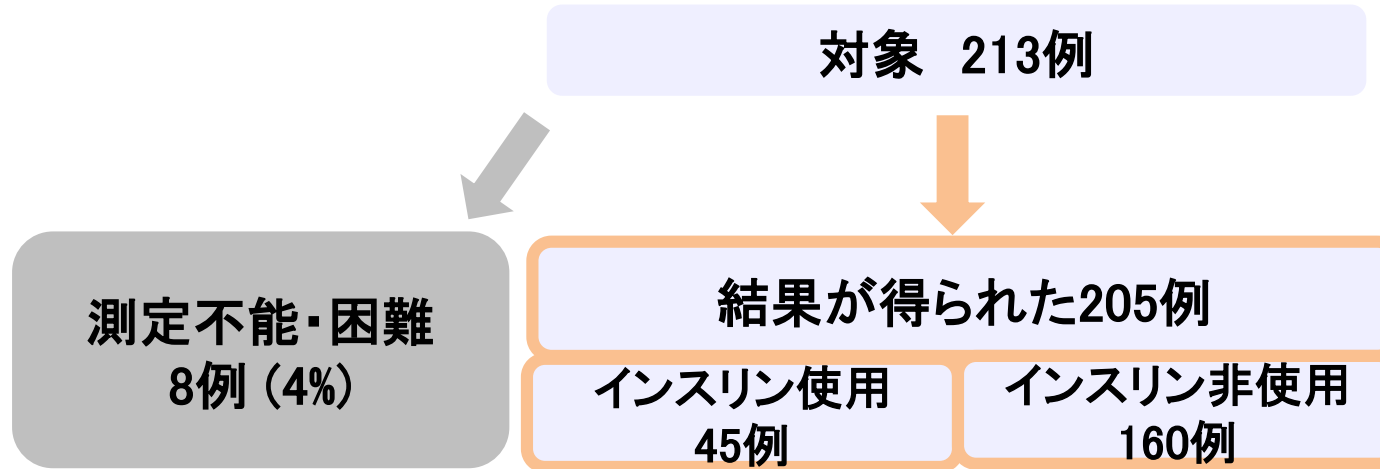 対象　213例
測定不能・困難
8例（4%）
結果が得られた205例
インスリン使用
45例
インスリン非使用
160例